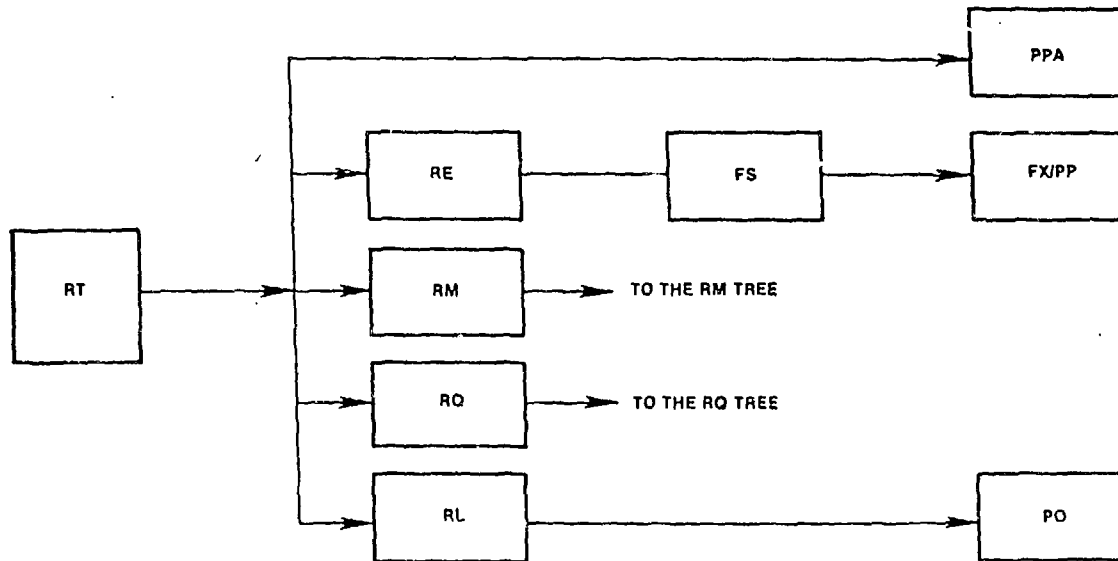 PPA
RE
FS
FX/PP
RT
RM
TO THE RM TREE
RQ
TO THE RQ TREE
RL
PO